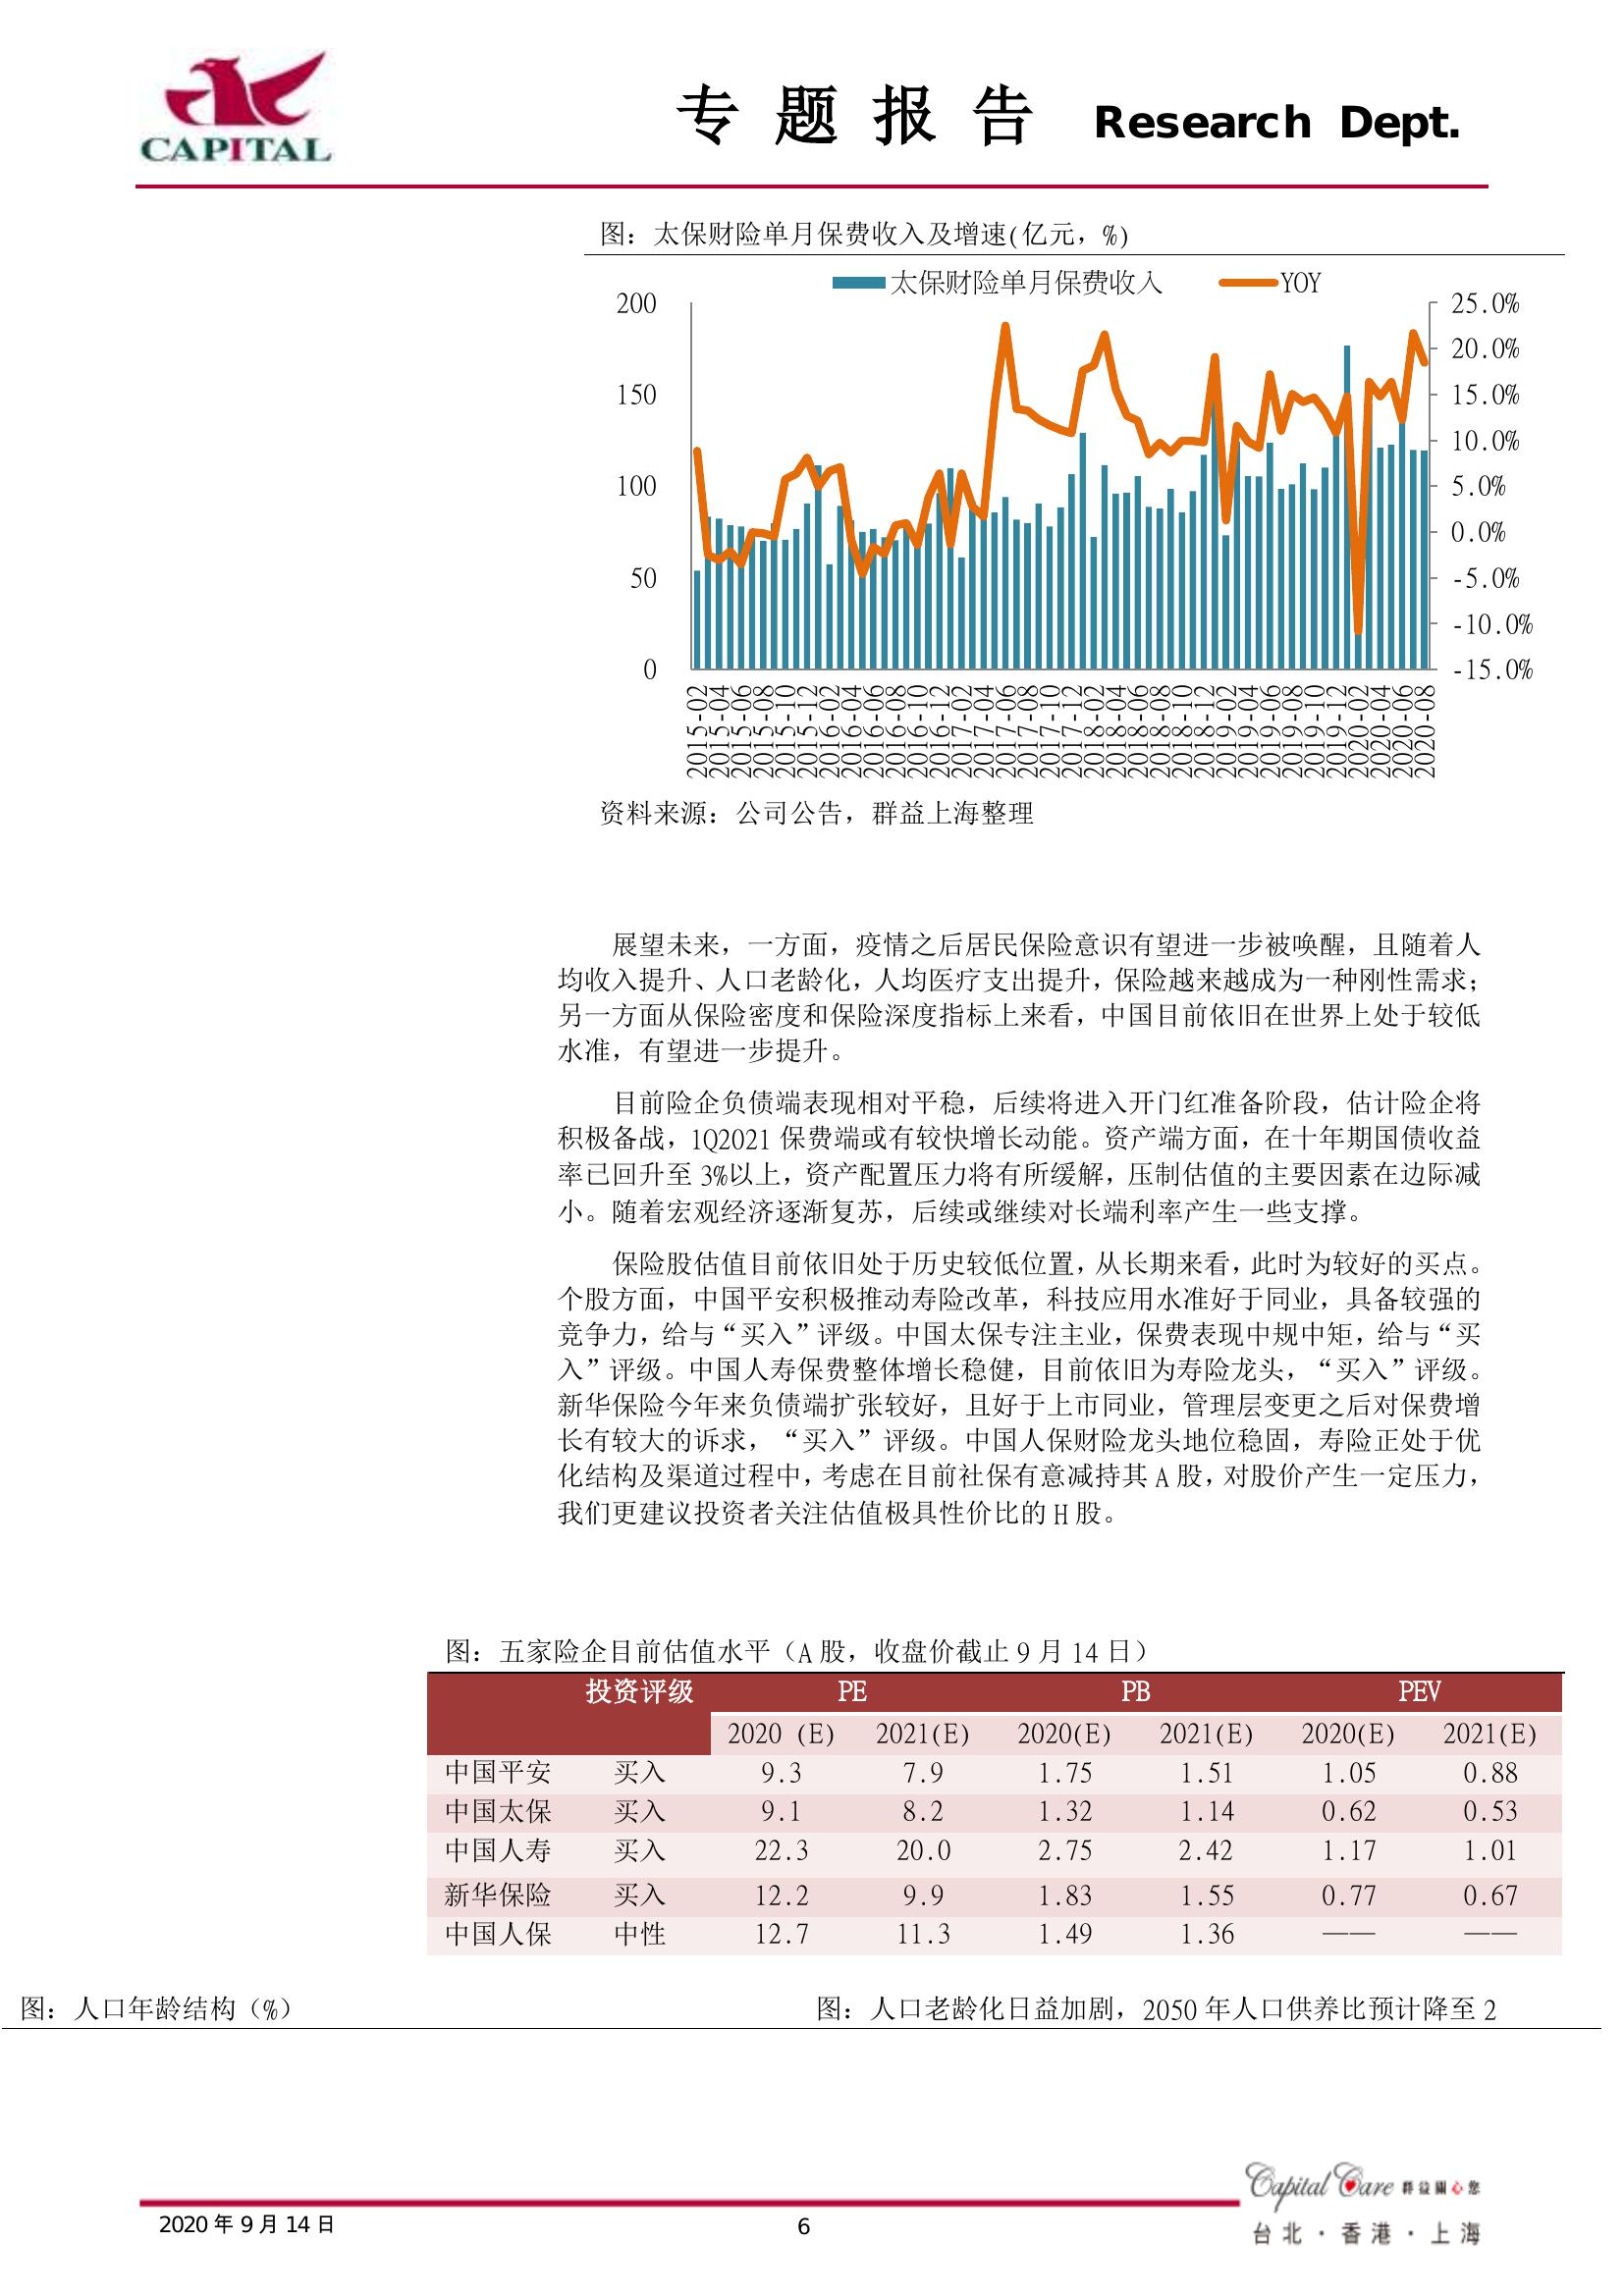 CAPITAL
专 题 报 告 Research Dept.
图：太保财险单月保费收入及增速(亿元，%)
太保财险单月保费收入 YOY
200
150
100
50
0
25.0%
20.0%
15.0%
10.0%
5.0%
0.0%
-5.0%
-10.0%
-15.0%
2015-02
2015-04
2015-06
2015-08
2015-10
2015-12
2016-02
2016-04
2016-06
2016-08
2016-10
2016-12
2017-02
2017-04
2017-06
2017-08
2017-10
2017-12
2018-02
2018-04
2018-06
2018-08
2018-10
2018-12
2019-02
2019-04
2019-06
2019-08
2019-10
2019-12
2020-02
2020-04
2020-06
2020-08
资料来源：公司公告，群益上海整理
展望未来，一方面，疫情之后居民保险意识有望进一步被唤醒，且随着人
均收入提升、人口老龄化，人均医疗支出提升，保险越来越成为一种刚性需求；
另一方面从保险密度和保险深度指标上来看，中国目前依旧在世界上处于较低
水准，有望进一步提升。
目前险企负债端表现相对平稳，后续将进入开门红准备阶段，估计险企将
积极备战，1Q2021 保费端或有较快增长动能。资产端方面，在十年期国债收益
率已回升至 3%以上，资产配置压力将有所缓解，压制估值的主要因素在边际减
小。随着宏观经济逐渐复苏，后续或继续对长端利率产生一些支撑。
保险股估值目前依旧处于历史较低位置，从长期来看，此时为较好的买点。
个股方面，中国平安积极推动寿险改革，科技应用水准好于同业，具备较强的
竞争力，给与“买入”评级。中国太保专注主业，保费表现中规中矩，给与“买
入”评级。中国人寿保费整体增长稳健，目前依旧为寿险龙头，“买入”评级。
新华保险今年来负债端扩张较好，且好于上市同业，管理层变更之后对保费增
长有较大的诉求，“买入”评级。中国人保财险龙头地位稳固，寿险正处于优
化结构及渠道过程中，考虑在目前社保有意减持其 A 股，对股价产生一定压力，
我们更建议投资者关注估值极具性价比的 H 股。
图：五家险企目前估值水平（A 股，收盘价截止 9 月 14 日）
投资评级 PE PB PEV
2020 (E) 2021(E) 2020(E) 2021(E) 2020(E) 2021(E)
中国平安 买入 9.3 7.9 1.75 1.51 1.05 0.88
中国太保 买入 9.1 8.2 1.32 1.14 0.62 0.53
中国人寿 买入 22.3 20.0 2.75 2.42 1.17 1.01
新华保险 买入 12.2 9.9 1.83 1.55 0.77 0.67
中国人保 中性 12.7 11.3 1.49 1.36 —— ——
图：人口年龄结构（%） 图：人口老龄化日益加剧，2050 年人口供养比预计降至 2
Capital Care 群益關心您
2020 年 9 月 14 日 6 台北·香港·上海